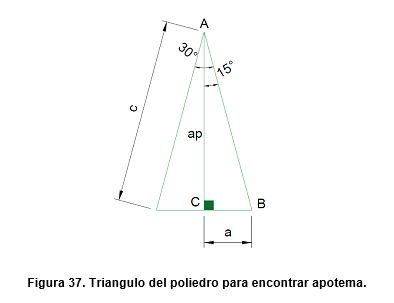 A
30°
15°
c
ap
C
B
a
Figura 37. Triangulo del poliedro para encontrar apotema.